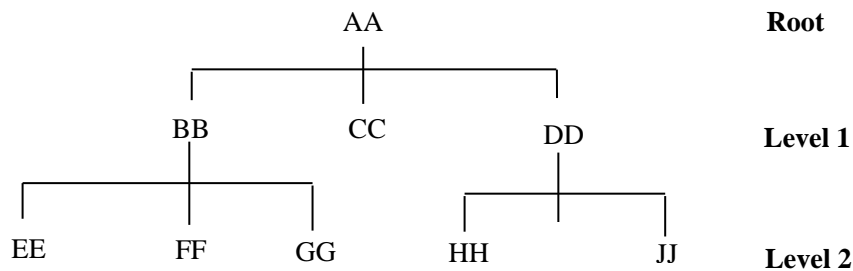 AA Root
BB CC DD Level 1
EE FF GG HH JJ Level 2